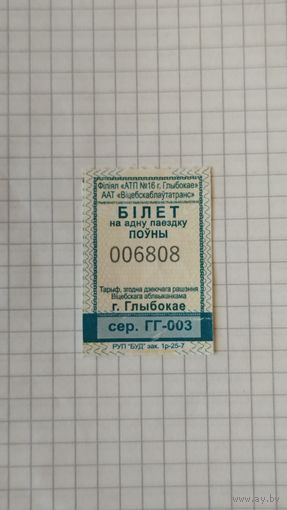 Філіял «АТП №16 г. Глыбокае»
ААТ «Віцебскаблаўтатранс»
БІЛЕТ
на адну паездку
ПОЎНЫ
006808
Тарыф, згодна дзеючага рашэння
Віцебскага аблвыканкама
г. Глыбокае
сер. ГГ-003
РУП "БУД" зак. 1р-25-7
www.ay.by